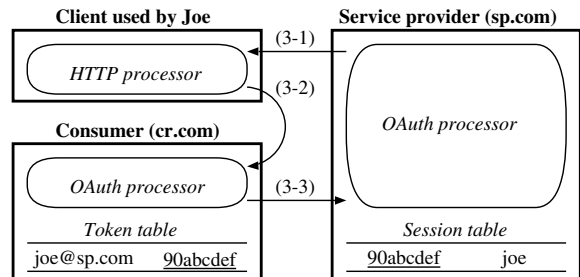 Client used by Joe
HTTP processor
(3-1)
(3-2)
Service provider (sp.com)
OAuth processor
Consumer (cr.com)
OAuth processor
(3-3)
Token table
joe@sp.com 90abcdef
Session table
90abcdef joe